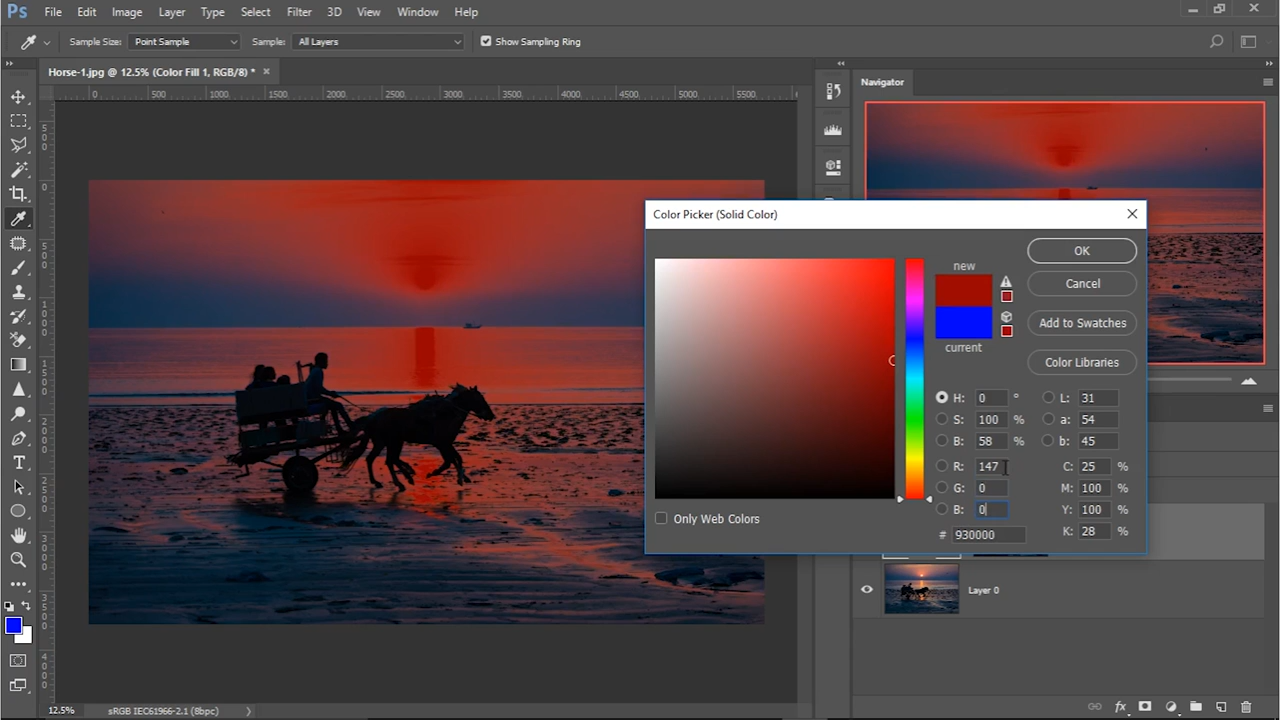 Ps File Edit Image Layer Type Select Filter 3D View Window Help
Sample Size: Point Sample Sample: All Layers Show Sampling Ring
Horse-1.jpg @ 12.5% (Color Fill 1, RGB/8) * ×
Navigator
0 500 1000 1500 2000 2500 3000 3500 4000 4500 5000 5500
Color Picker (Solid Color)
new
current
OK
Cancel
Add to Swatches
Color Libraries
H: 0 ° L: 31
S: 100 % a: 54
B: 58 % b: 45
R: 147 C: 25 %
G: 0 M: 100 %
B: 0 Y: 100 %
# 930000 K: 28 %
Only Web Colors
Layer 0
12.5% sRGB IEC61966-2.1 (8bpc)
fx